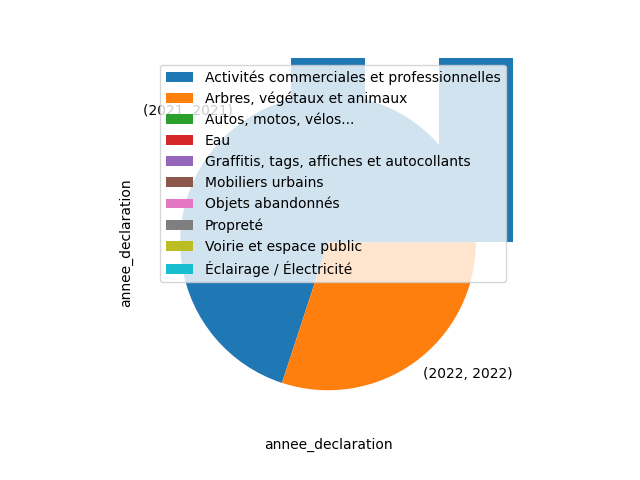 Activités commerciales et professionnelles
Arbres, végétaux et animaux
(2021, 2021)
Autos, motos, vélos...
Eau
Graffitis, tags, affiches et autocollants
Mobiliers urbains
Objets abandonnés
Propreté
Voirie et espace public
Éclairage / Électricité
annee_declaration
(2022, 2022)
annee_declaration